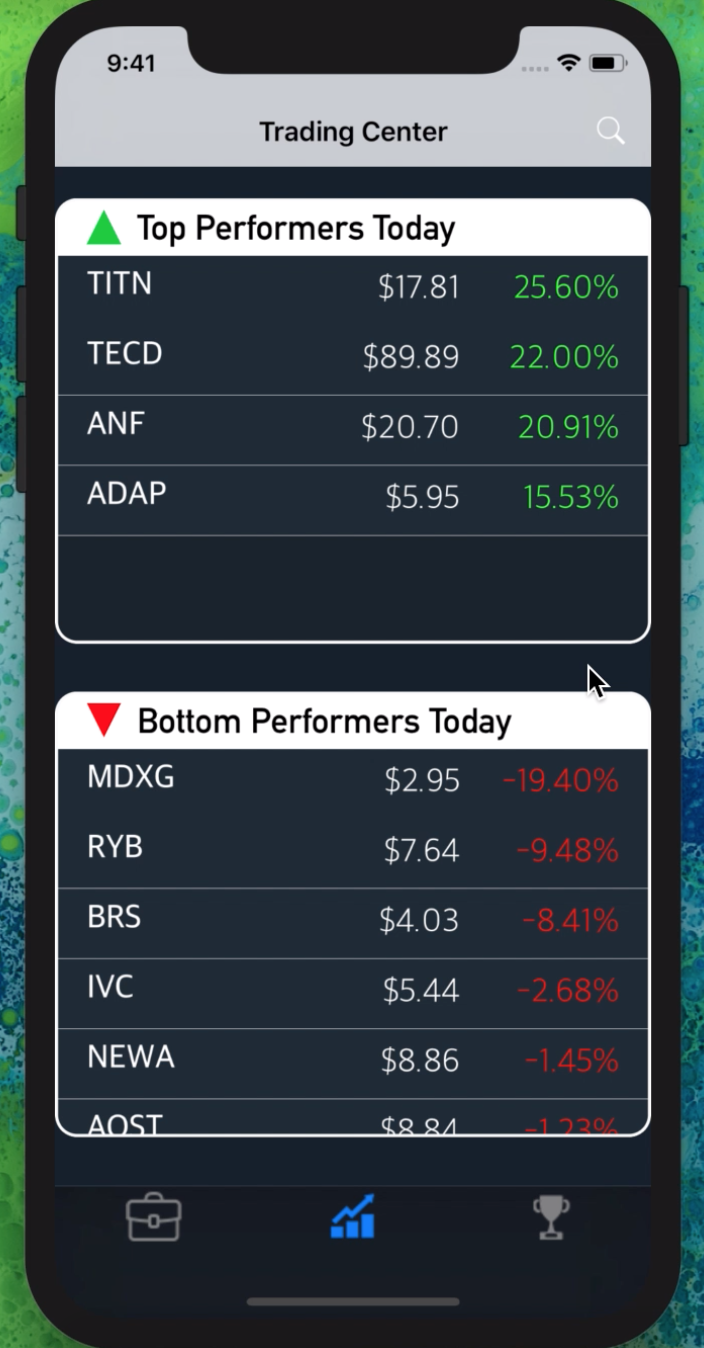 9:41
Trading Center
Top Performers Today
TITN $17.81 25.60%
TECD $89.89 22.00%
ANF $20.70 20.91%
ADAP $5.95 15.53%
Bottom Performers Today
MDXG $2.95 -19.40%
RYB $7.64 -9.48%
BRS $4.03 -8.41%
IVC $5.44 -2.68%
NEWA $8.86 -1.45%
$8.84 -1.23%